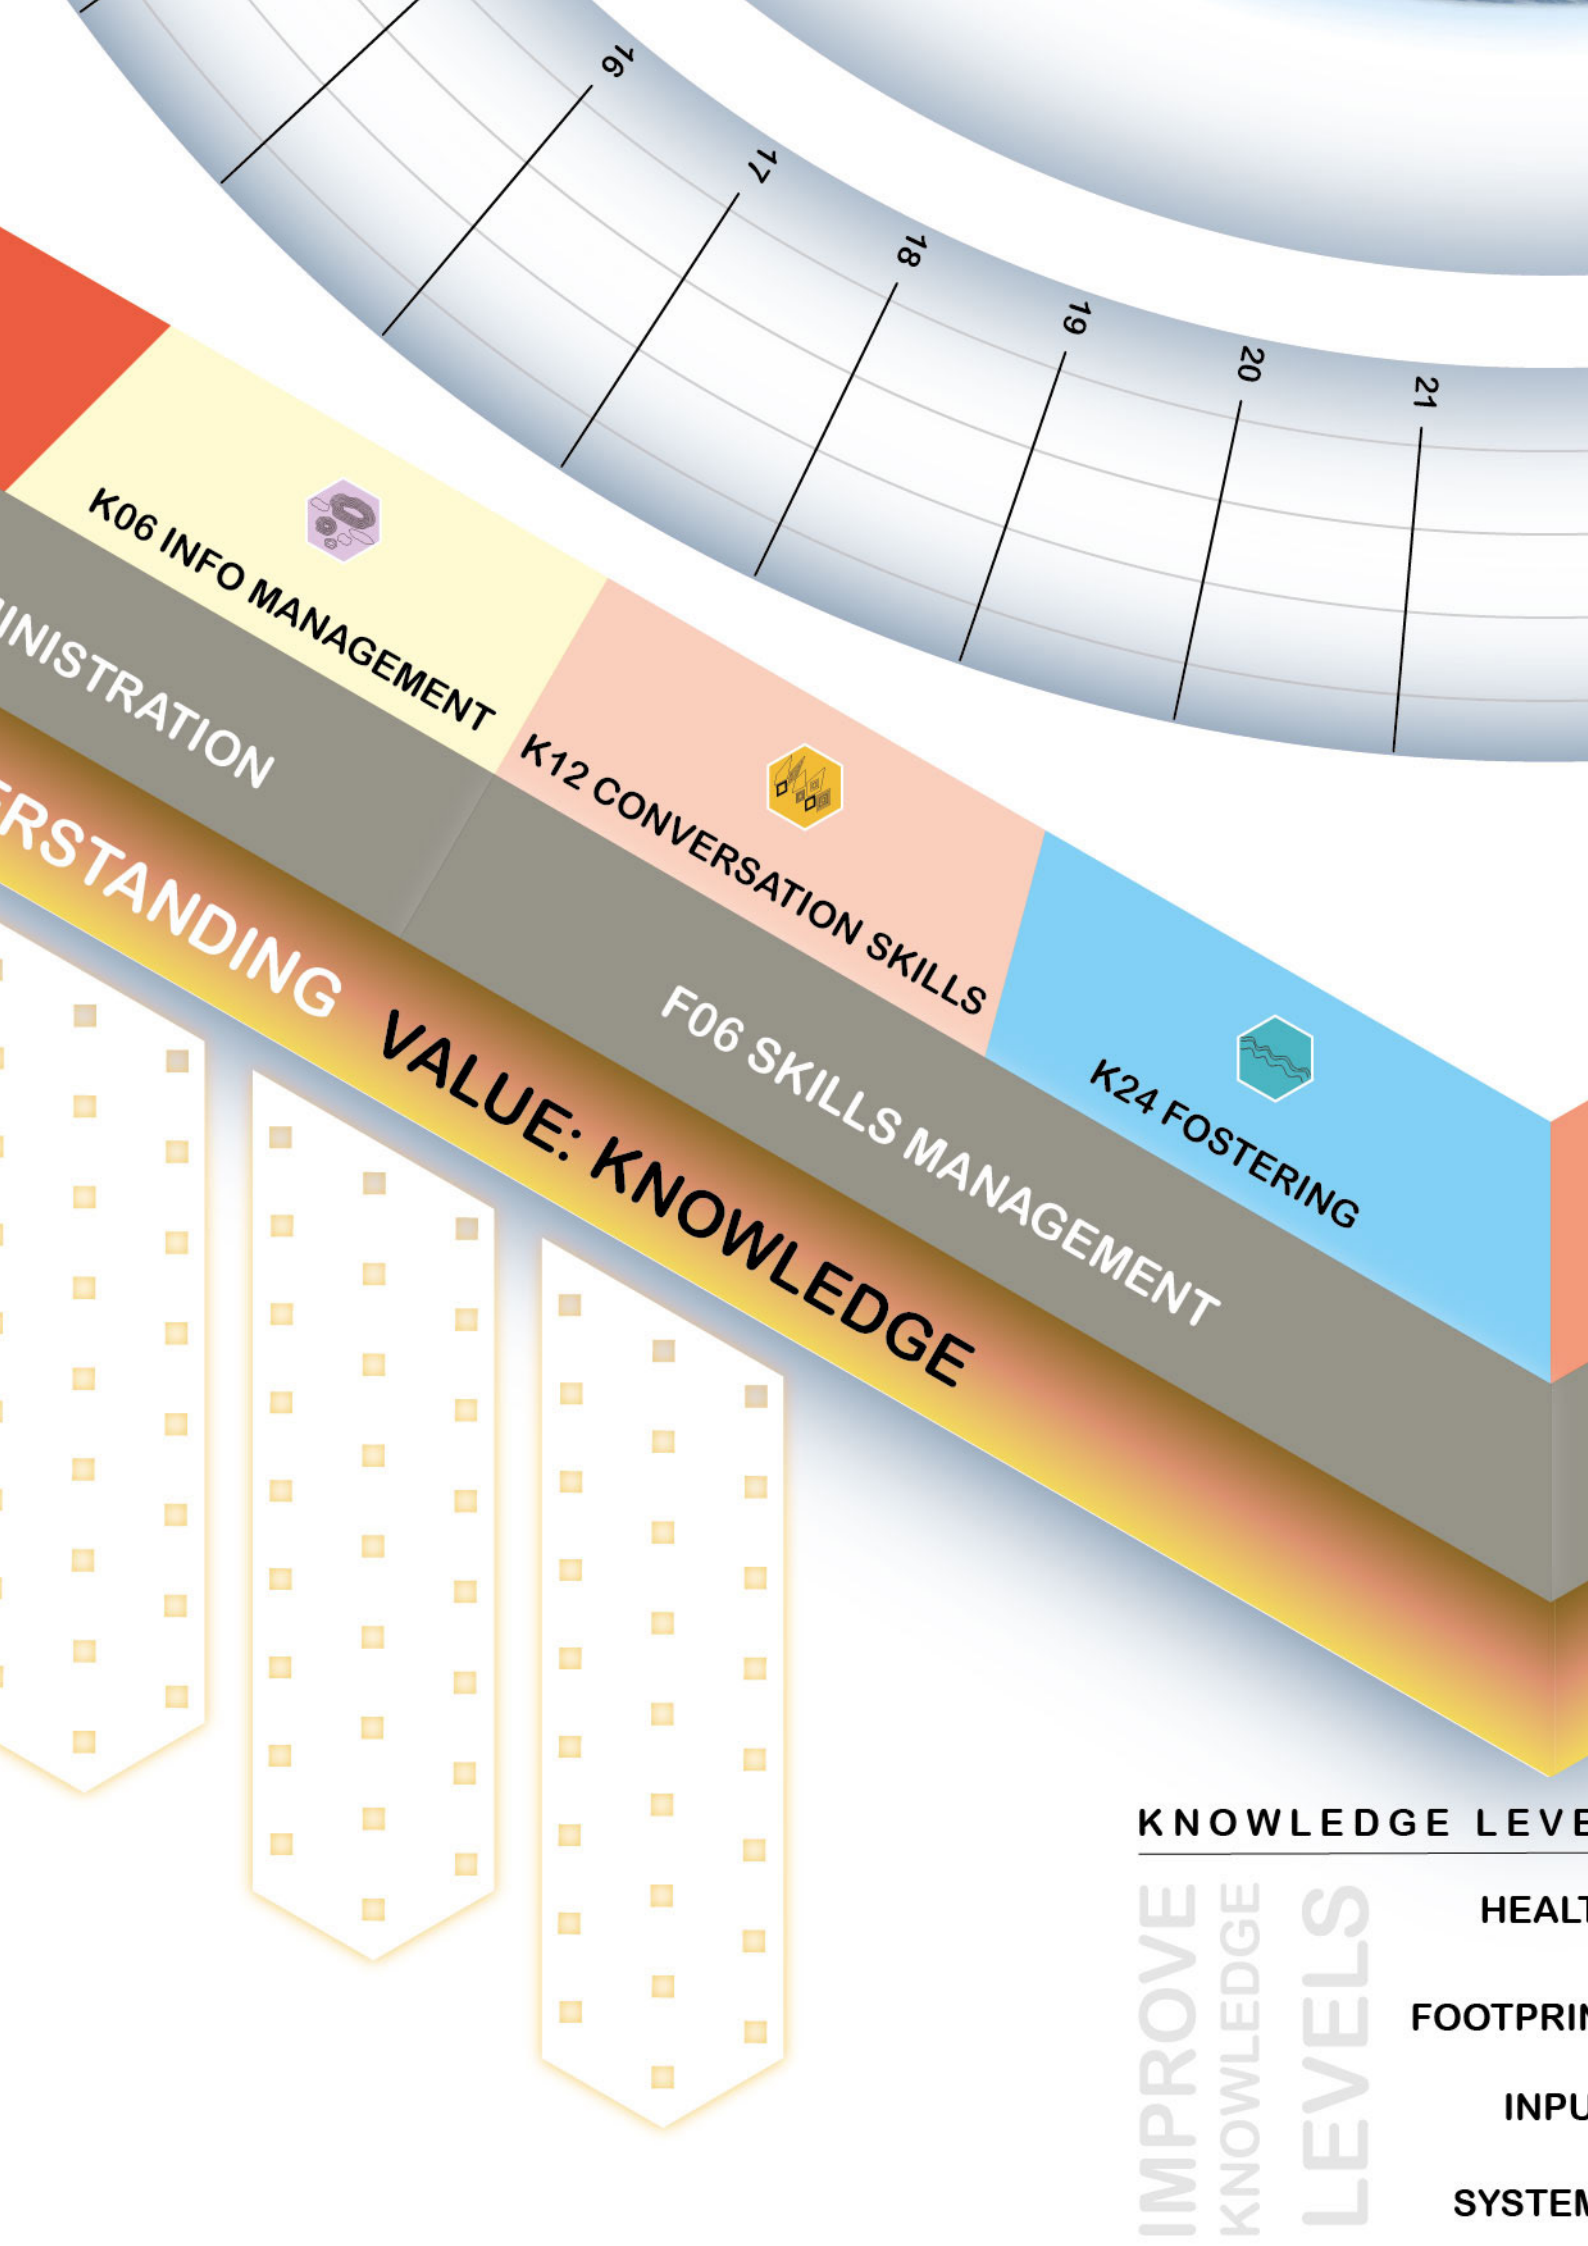 16
17
18
19
20
21
K06 INFO MANAGEMENT
K12 CONVERSATION SKILLS
K24 FOSTERING
INISTRATION
F06 SKILLS MANAGEMENT
ERSTANDING VALUE: KNOWLEDGE
KNOWLEDGE LEVE
IMPROVE
KNOWLEDGE
LEVELS
HEALT
FOOTPRIN
INPU
SYSTEM